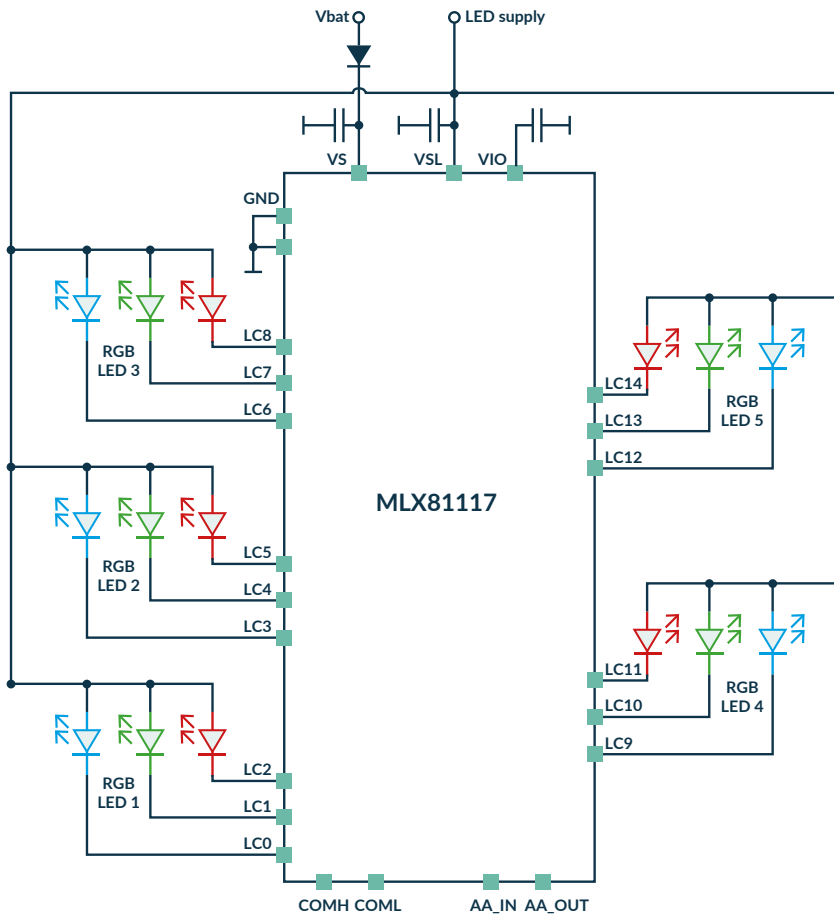 Vbat
LED supply
VS
VSL
VIO
GND
LC8
RGB
LED 3
LC7
LC6
LC14
RGB
LED 5
LC13
LC12
MLX81117
LC5
RGB
LED 2
LC4
LC3
LC11
RGB
LED 4
LC10
LC9
LC2
RGB
LED 1
LC1
LC0
COMH COML
AA_IN AA_OUT